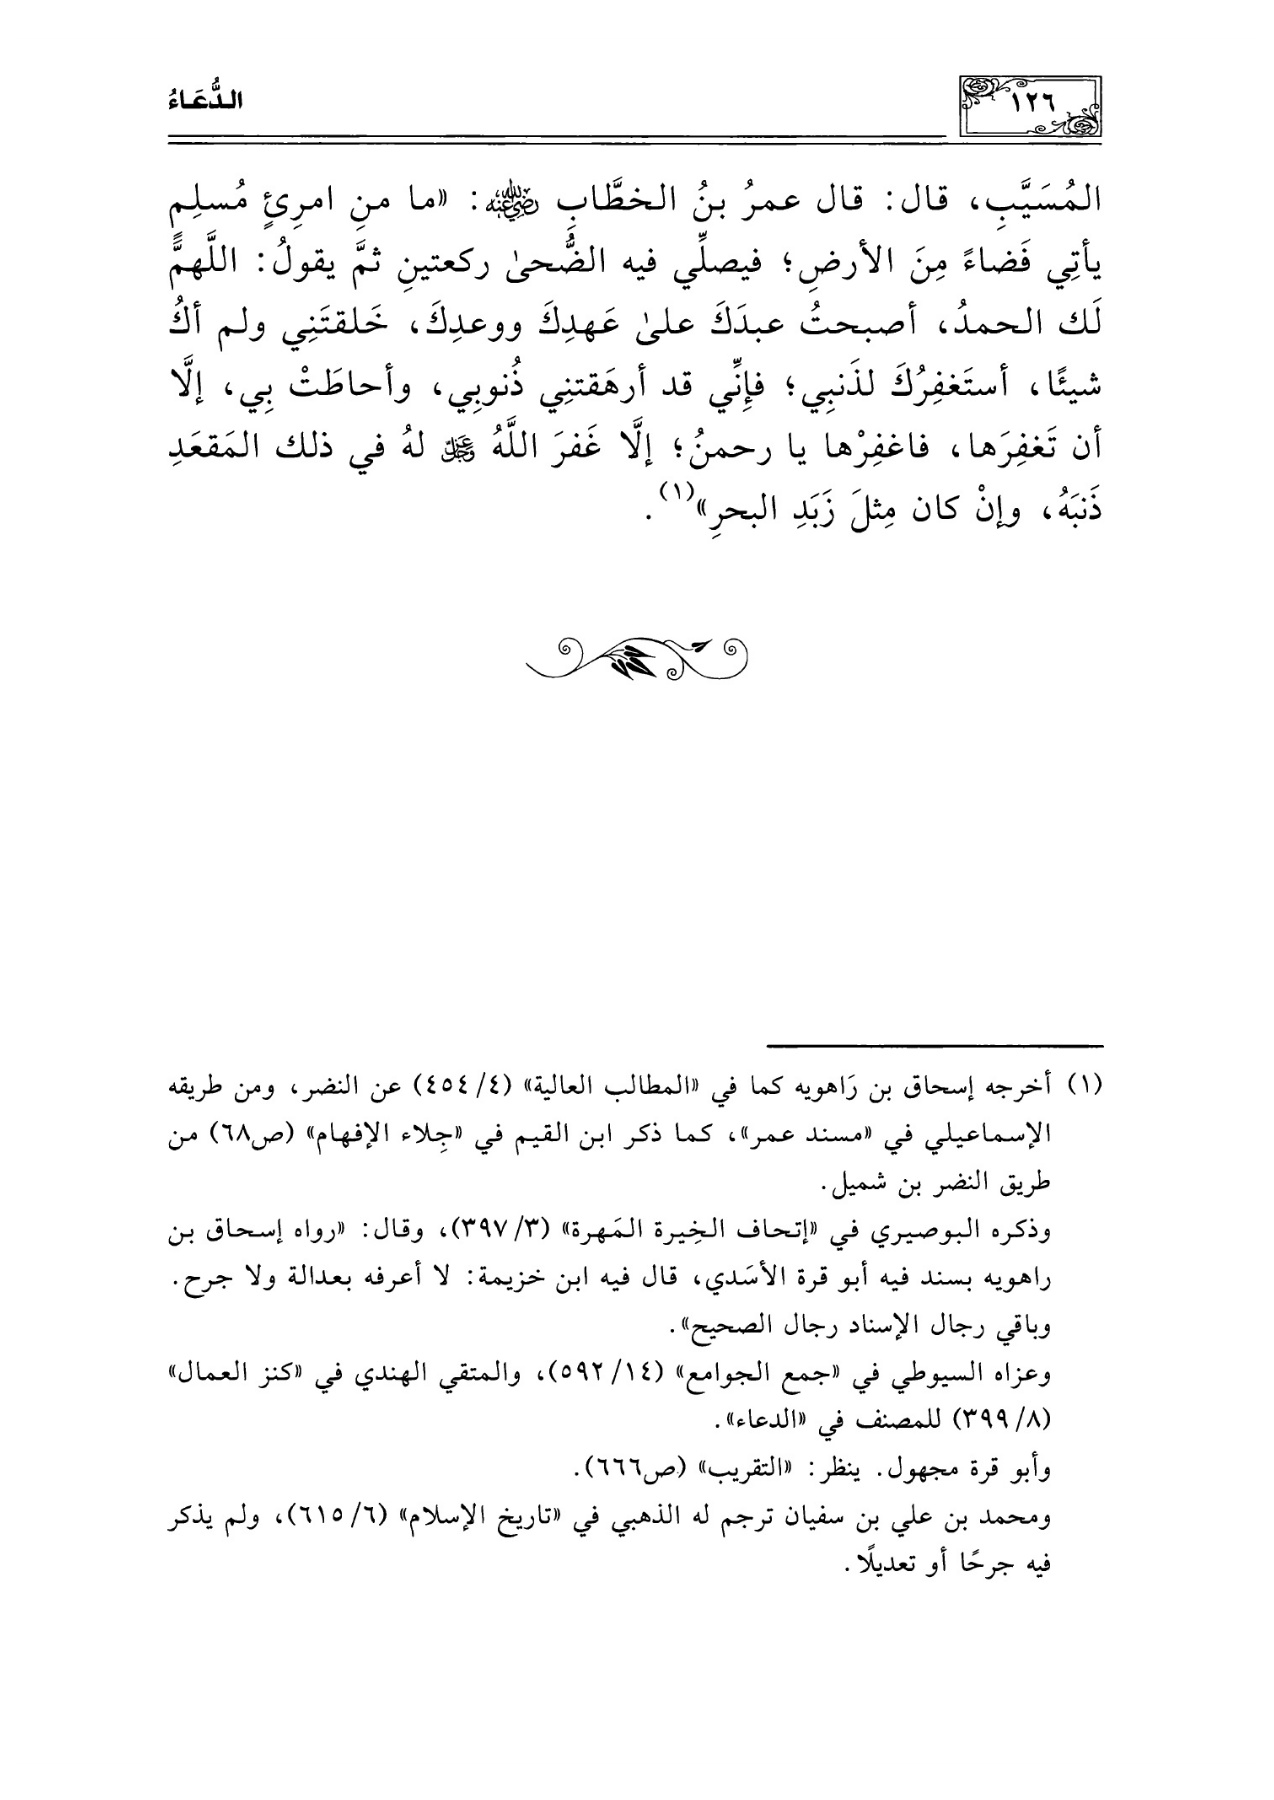 ١٢٦
الدُّعَاءُ
المُسَيَّبِ، قال: قال عمرُ بنُ الخطَّابِ رضي الله عنه: «ما منِ امرِئٍ مُسلِمٍ
يأتِي فَضاءً مِنَ الأرضِ؛ فيصلِّي فيه الضُّحىٰ ركعتينِ ثمَّ يقولُ: اللَّهمَّ
لَك الحمدُ، أصبحتُ عبدَكَ علىٰ عَهدِكَ ووعدِكَ، خَلقتَنِي ولم أكُ
شيئًا، أستَغفِرُكَ لذَنبِي؛ فإنِّي قد أرهَقتنِي ذُنوبِي، وأحاطَتْ بِي، إلَّا
أن تَغفِرَها، فاغفِرْها يا رحمنُ؛ إلَّا غَفرَ اللَّهُ عز وجل لهُ في ذلك المَقعَدِ
ذَنبَهُ، وإنْ كان مِثلَ زَبَدِ البحرِ»(١).
(١) أخرجه إسحاق بن رَاهويه كما في «المطالب العالية» (٤/ ٤٥٤) عن النضر، ومن طريقه
الإسماعيلي في «مسند عمر»، كما ذكر ابن القيم في «جِلاء الإفهام» (ص٦٨) من
طريق النضر بن شميل.
وذكره البوصيري في «إتحاف الخِيرة المَهرة» (٣/ ٣٩٧)، وقال: «رواه إسحاق بن
راهويه بسند فيه أبو قرة الأسَدي، قال فيه ابن خزيمة: لا أعرفه بعدالة ولا جرح.
وباقي رجال الإسناد رجال الصحيح».
وعزاه السيوطي في «جمع الجوامع» (١٤/ ٥٩٢)، والمتقي الهندي في «كنز العمال»
(٨/ ٣٩٩) للمصنف في «الدعاء».
وأبو قرة مجهول. ينظر: «التقريب» (ص٦٦٦).
ومحمد بن علي بن سفيان ترجم له الذهبي في «تاريخ الإسلام» (٦/ ٦١٥)، ولم يذكر
فيه جرحًا أو تعديلًا.